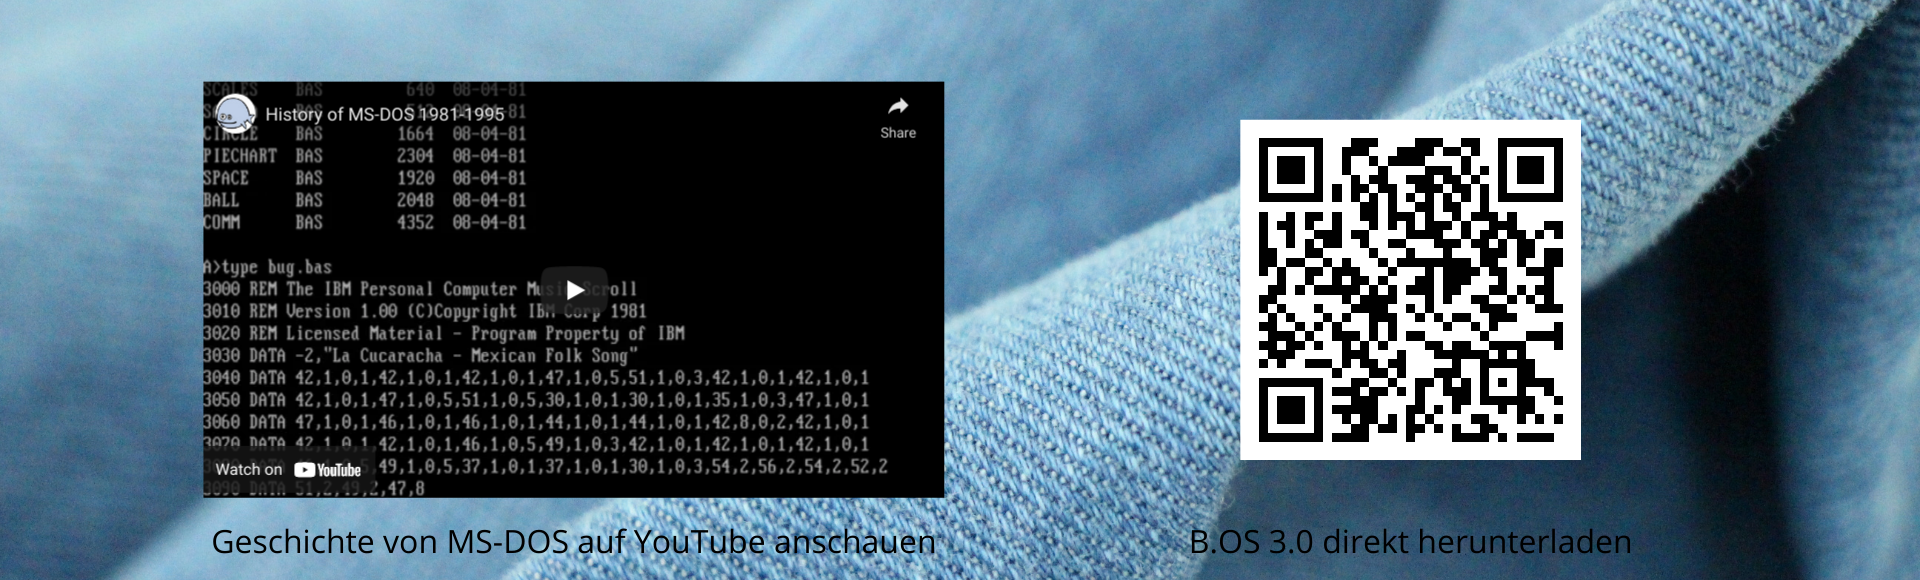 SCALES BAS 640 08-04-81
History of MS-DOS 1981-1995
Share
CIRCLE BAS 1664 08-04-81
PIECHART BAS 2304 08-04-81
SPACE BAS 1920 08-04-81
BALL BAS 2048 08-04-81
COMM BAS 4352 08-04-81
A>type bug.bas
3000 REM The IBM Personal Computer Music Scroll
3010 REM Version 1.00 (C)Copyright IBM Corp 1981
3020 REM Licensed Material - Program Property of IBM
3030 DATA -2,"La Cucaracha - Mexican Folk Song"
3040 DATA 42,1,0,1,42,1,0,1,42,1,0,1,47,1,0,5,51,1,0,3,42,1,0,1,42,1,0,1
3050 DATA 42,1,0,1,47,1,0,5,51,1,0,5,30,1,0,1,30,1,0,1,35,1,0,3,47,1,0,1
3060 DATA 47,1,0,1,46,1,0,1,46,1,0,1,44,1,0,1,44,1,0,1,42,8,0,2,42,1,0,1
3070 DATA 42,1,0,1,42,1,0,1,46,1,0,5,49,1,0,3,42,1,0,1,42,1,0,1,42,1,0,1
,49,1,0,5,37,1,0,1,37,1,0,1,30,1,0,3,54,2,56,2,54,2,52,2
Watch on YouTube
3090 DATA 51,2,49,2,47,8
Geschichte von MS-DOS auf YouTube anschauen
B.OS 3.0 direkt herunterladen